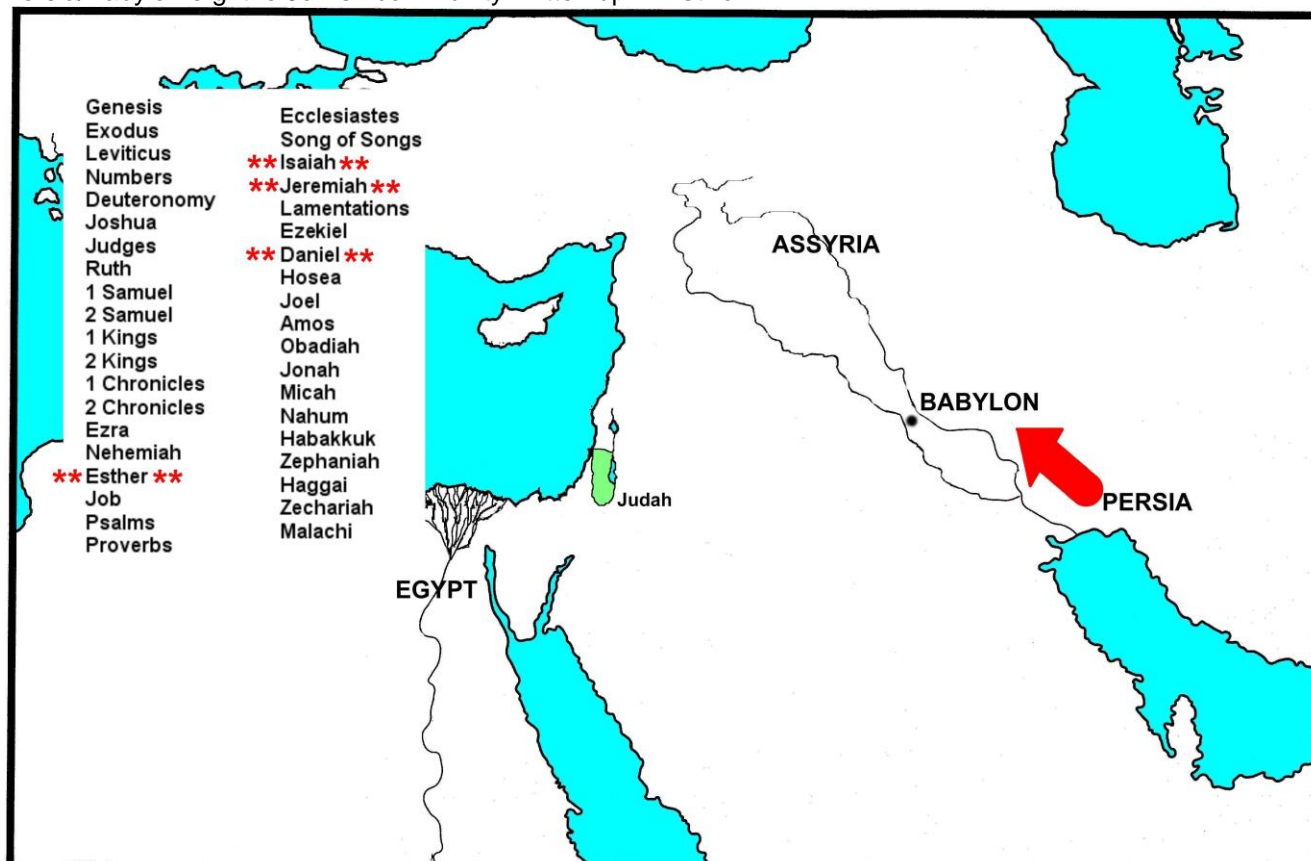 Genesis
Exodus
Leviticus
Numbers
Deuteronomy
Joshua
Judges
Ruth
1 Samuel
2 Samuel
1 Kings
2 Kings
1 Chronicles
2 Chronicles
Ezra
Nehemiah
** Esther **
Job
Psalms
Proverbs
Ecclesiastes
Song of Songs
** Isaiah **
** Jeremiah **
Lamentations
Ezekiel
** Daniel **
Hosea
Joel
Amos
Obadiah
Jonah
Micah
Nahum
Habakkuk
Zephaniah
Haggai
Zechariah
Malachi
ASSYRIA
BABYLON
PERSIA
Judah
EGYPT